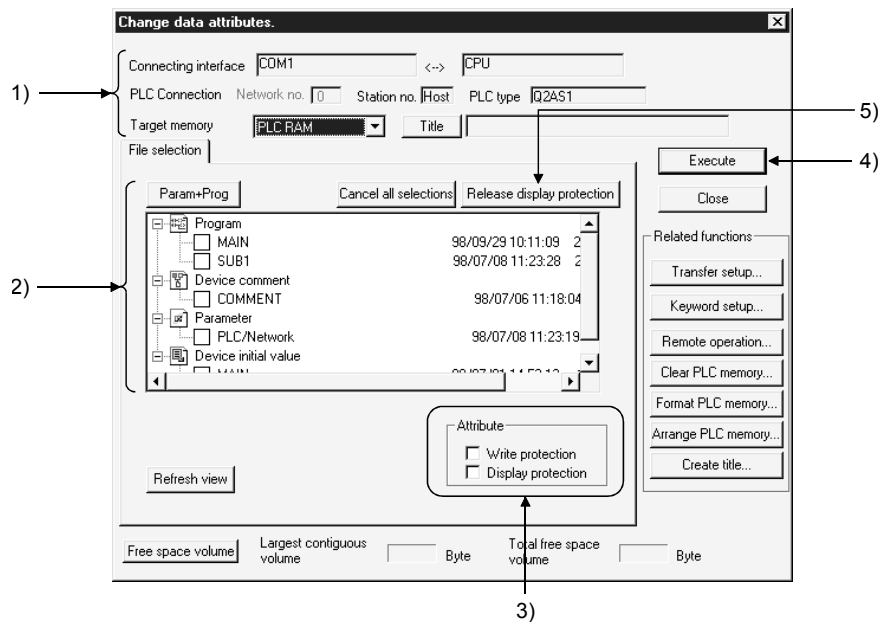 Change data attributes.
1)
Connecting interface COM1 <--> CPU
PLC Connection Network no. 0 Station no. Host PLC type Q2AS1
Target memory PLC RAM Title
5)
File selection
Execute
4)
Param+Prog Cancel all selections Release display protection
Close
2)
Program
MAIN 98/09/29 10:11:09 2
SUB1 98/07/08 11:23:28 2
Device comment
COMMENT 98/07/06 11:18:04
Parameter
PLC/Network 98/07/08 11:23:19
Device initial value
MAIN
Related functions
Transfer setup...
Keyword setup...
Remote operation...
Clear PLC memory...
Format PLC memory...
Arrange PLC memory...
Create title...
Attribute
Write protection
Display protection
Refresh view
Free space volume
Largest contiguous
volume
Byte
Total free space
volume
Byte
3)